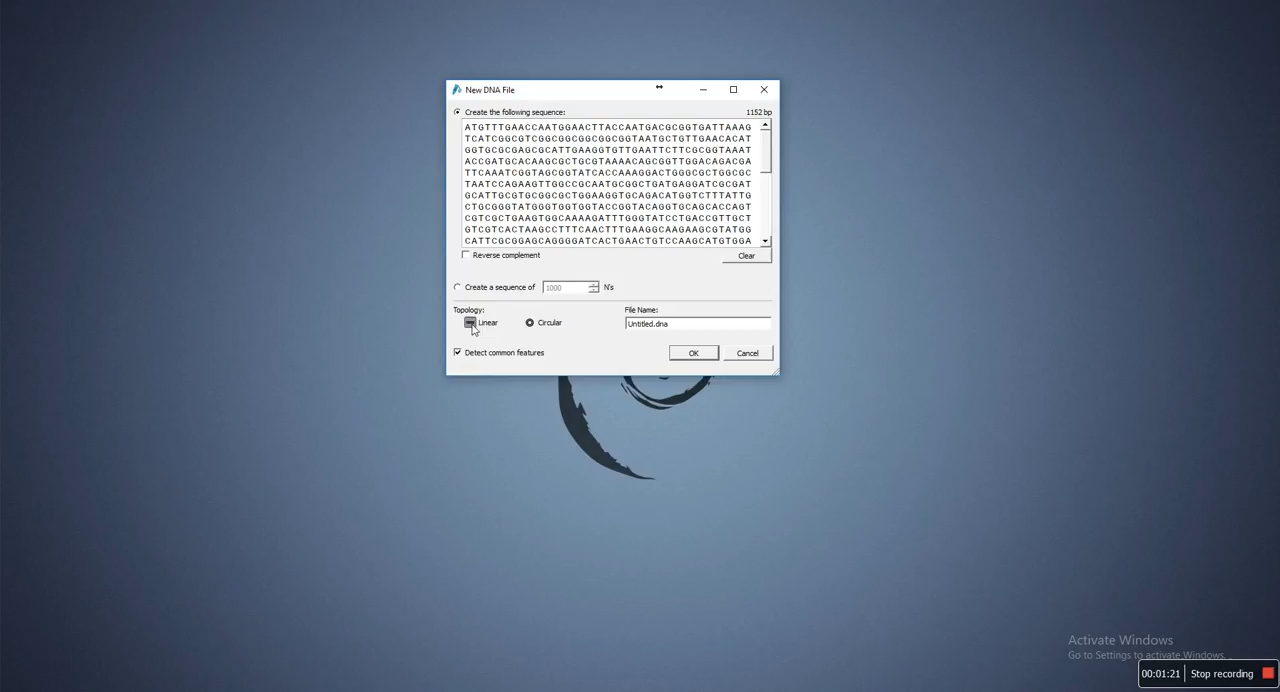 New DNA File
Create the following sequence:
1152 bp
ATGTTTGAACCAATGGAACTTACCAATGACGCGGTGATTAAAG
TCATCGGCGTCGGCGGCGGCGGCGGTAATGCTGTTGAACACAT
GGTGCGCGAGCGCATTGAAGGTGTTGAATTCTTCGCGGTAAAT
ACCGATGCACAAGCGCTGCGTAAAACAGCGGTTGGACAGACGA
TTCAAATCGGTAGCGGTATCACCAAAGGACTGGGCGCTGGCGC
TAATCCAGAAGTTGGCCGCAATGCGGCTGATGAGGATCGCGAT
GCATTGCGTGCGGCGCTGGAAGGTGCAGACATGGTCTTTATTG
CTGCGGGTATGGGTGGTGGTACCGGTACAGGTGCAGCACCAGT
CGTCGCTGAAGTGGCAAAAGATTTGGGTATCCTGACCGTTGCT
GTCGTCACTAAGCCTTTCAACTTTGAAGGCAAGAAGCGTATGG
CATTCGCGGAGCAGGGGATCACTGAACTGTCCAAGCATGTGGA
Reverse complement
Clear
Create a sequence of 1000 N's
Topology:
File Name:
Linear
Circular
Untitled.dna
Detect common features
OK
Cancel
Activate Windows
Go to Settings to activate Windows.
00:01:21
Stop recording